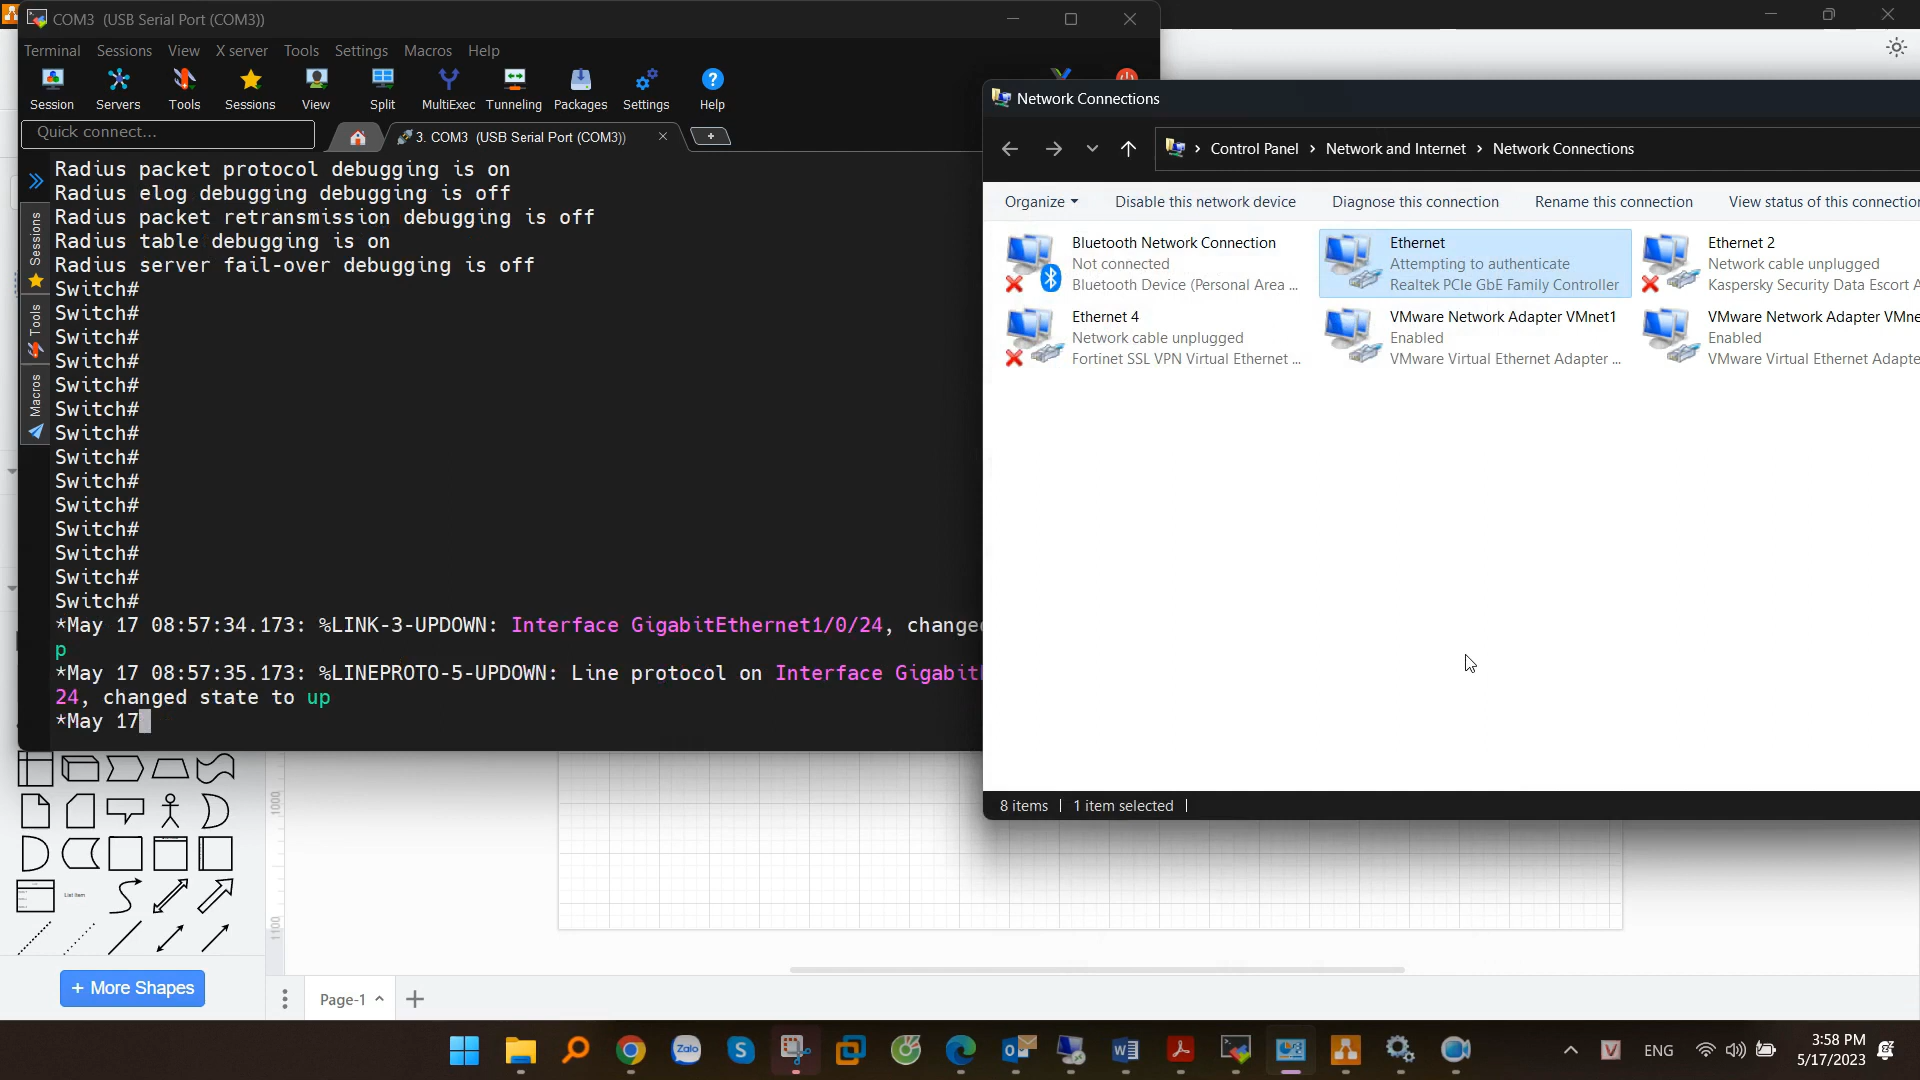 COM3 (USB Serial Port (COM3))
Terminal Sessions View X server Tools Settings Macros Help
Session Servers Tools Sessions View Split MultiExec Tunneling Packages Settings Help
Quick connect...
3. COM3 (USB Serial Port (COM3))
Sessions
Tools
Macros
Radius packet protocol debugging is on
Radius elog debugging debugging is off
Radius packet retransmission debugging is off
Radius table debugging is on
Radius server fail-over debugging is off
Switch#
Switch#
Switch#
Switch#
Switch#
Switch#
Switch#
Switch#
Switch#
Switch#
Switch#
Switch#
Switch#
Switch#
*May 17 08:57:34.173: %LINK-3-UPDOWN: Interface GigabitEthernet1/0/24, changed
p
*May 17 08:57:35.173: %LINEPROTO-5-UPDOWN: Line protocol on Interface Gigabit
24, changed state to up
*May 17
Network Connections
Control Panel > Network and Internet > Network Connections
Organize Disable this network device Diagnose this connection Rename this connection View status of this connection
Bluetooth Network Connection
Not connected
Bluetooth Device (Personal Area ...
Ethernet
Attempting to authenticate
Realtek PCIe GbE Family Controller
Ethernet 2
Network cable unplugged
Kaspersky Security Data Escort A
Ethernet 4
Network cable unplugged
Fortinet SSL VPN Virtual Ethernet ...
VMware Network Adapter VMnet1
Enabled
VMware Virtual Ethernet Adapter ...
VMware Network Adapter VMne
Enabled
VMware Virtual Ethernet Adapte
8 items 1 item selected
1000
1100
List Item
+ More Shapes
Page-1
Zalo
ENG
3:58 PM
5/17/2023